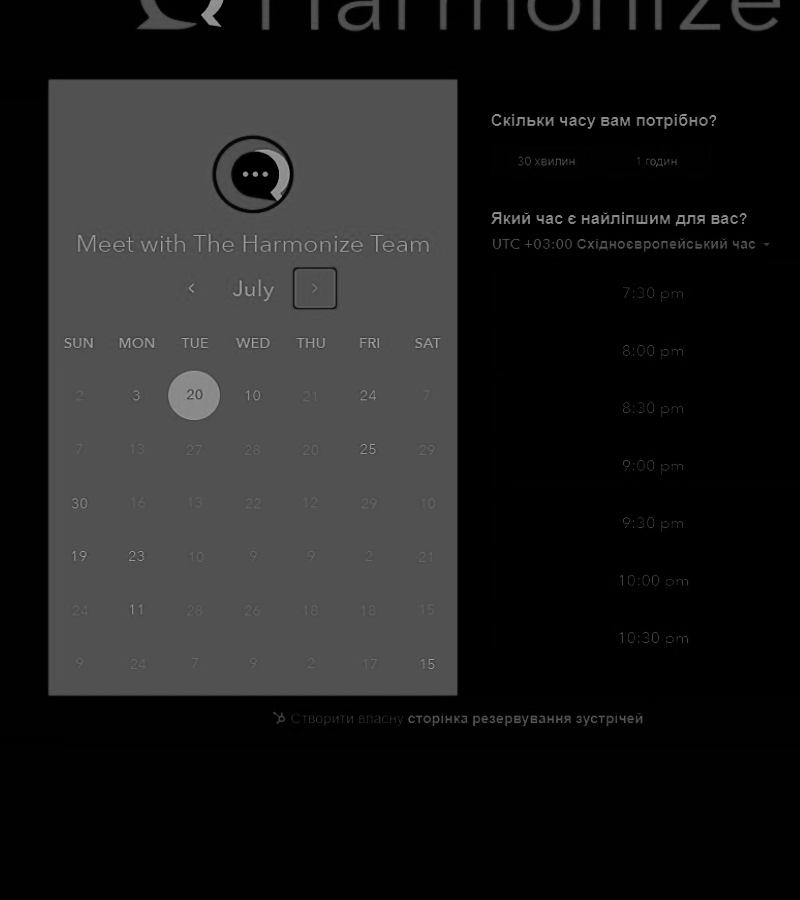 Harmonize
Meet with The Harmonize Team
July
SUN MON TUE WED THU FRI SAT
2 3 20 10 21 24 7
7 13 27 28 20 25 29
30 16 13 22 12 29 10
19 23 10 9 9 2 21
24 11 28 26 18 18 15
9 24 7 9 2 17 15
Скільки часу вам потрібно?
30 хвилин 1 годин
Який час є найліпшим для вас?
UTC +03:00 Східноєвропейський час
7:30 pm
8:00 pm
8:30 pm
9:00 pm
9:30 pm
10:00 pm
10:30 pm
Створити власну сторінка резервування зустрічей